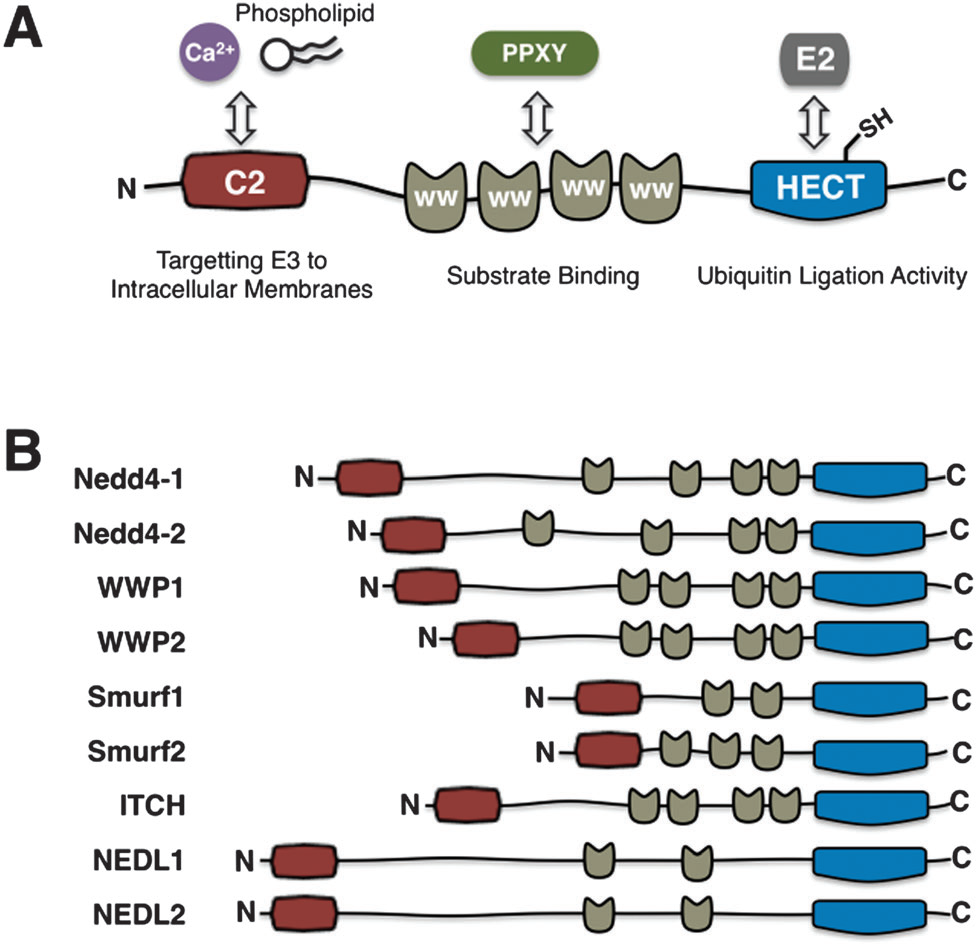 A
Phospholipid
Ca²⁺
PPXY
E2
SH
N
C2
WW WW WW WW
HECT
C
Targetting E3 to
Intracellular Membranes
Substrate Binding
Ubiquitin Ligation Activity
B
Nedd4-1 N C
Nedd4-2 N C
WWP1 N C
WWP2 N C
Smurf1 N C
Smurf2 N C
ITCH N C
NEDL1 N C
NEDL2 N C